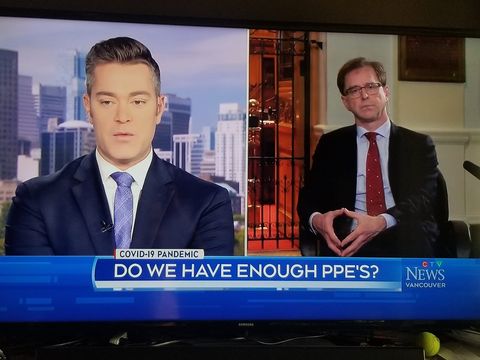 COVID-19 PANDEMIC
DO WE HAVE ENOUGH PPE'S?
CTV
NEWS
VANCOUVER
SAMSUNG